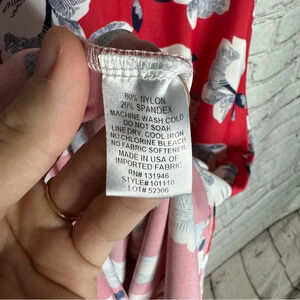 80% NYLON
20% SPANDEX
MACHINE WASH COLD
DO NOT SOAK
LINE DRY, COOL IRON
NO CHLORINE BLEACH
NO FABRIC SOFTENER
MADE IN USA OF
IMPORTED FABRIC
RN# 131946
STYLE# 101110
LOT# 52306